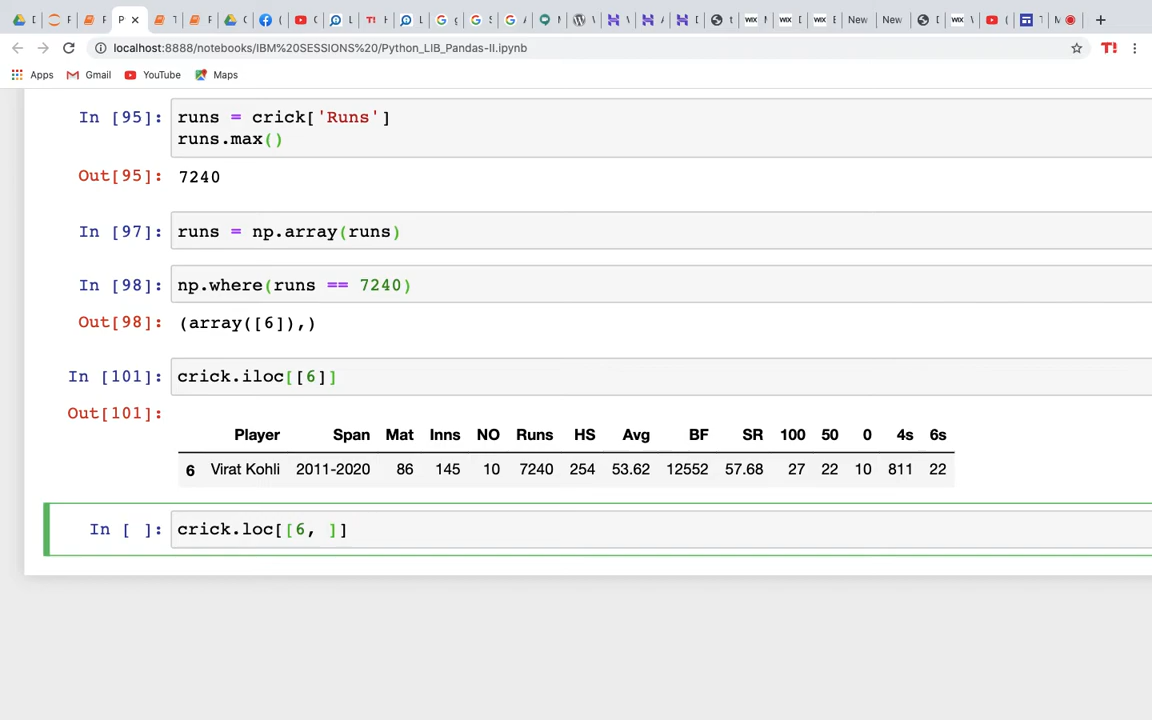 localhost:8888/notebooks/IBM%20SESSIONS%20/Python_LIB_Pandas-II.ipynb
T!
Apps Gmail YouTube Maps
In [95]: runs = crick['Runs']
runs.max()
Out[95]: 7240
In [97]: runs = np.array(runs)
In [98]: np.where(runs == 7240)
Out[98]: (array([6]),)
In [101]: crick.iloc[[6]]
Out[101]:
Player Span Mat Inns NO Runs HS Avg BF SR 100 50 0 4s 6s
6 Virat Kohli 2011-2020 86 145 10 7240 254 53.62 12552 57.68 27 22 10 811 22
In [ ]: crick.loc[[6, ]]